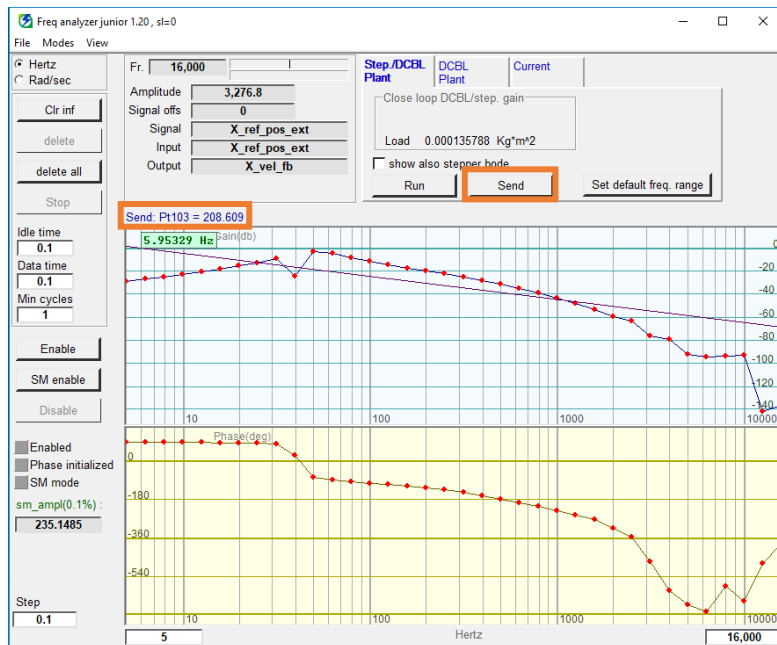 Freq analyzer junior 1.20 , sl=0
File Modes View
Hertz
Rad/sec
Clr inf
delete
delete all
Stop
Idle time
0.1
Data time
0.1
Min cycles
1
Enable
SM enable
Disable
Enabled
Phase initialized
SM mode
sm_ampl(0.1%) :
235.1485
Step
0.1
Fr. 16,000
Amplitude 3,276.8
Signal offs 0
Signal X_ref_pos_ext
Input X_ref_pos_ext
Output X_vel_fb
Step./DCBL Plant
DCBL Plant
Current
Close loop DCBL/step. gain
Load 0.000135788 Kg*m^2
show also stepper bode
Run
Send
Set default freq. range
Send: Pt103 = 208.609
5.95329 Hz
Gain(db)
0
-20
-40
-60
-80
-100
-120
-140
10 100 1000 10000
Phase(deg)
0
-180
-360
-540
10 100 1000 10000
5 Hertz 16,000